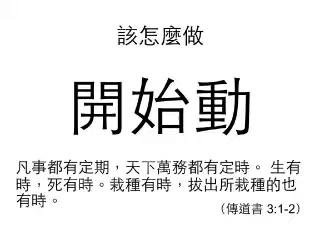 該怎麼做
開始動
凡事都有定期，天下萬務都有定時。 生有
時，死有時。栽種有時，拔出所栽種的也
有時。
（傳道書 3:1-2）